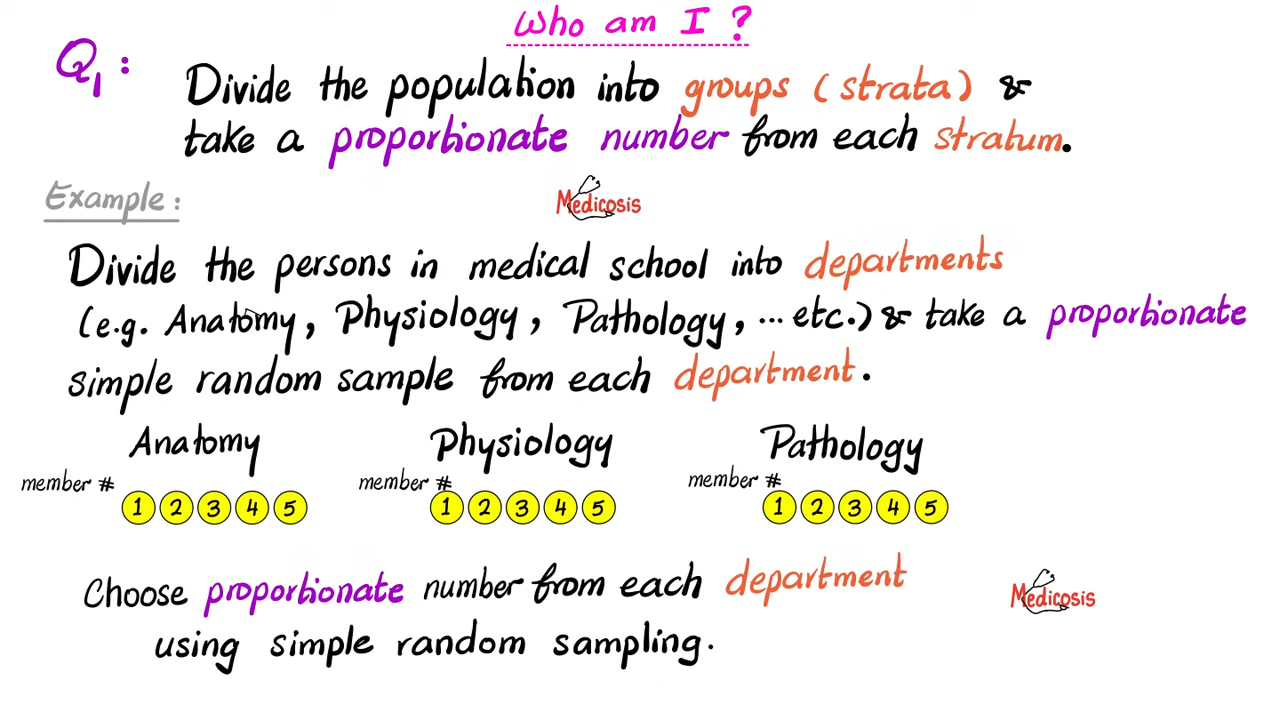 Who am I ?
Q1 :
Divide the population into groups (strata) &
take a proportionate number from each stratum.
Example :
Medicosis
Divide the persons in medical school into departments
(e.g. Anatomy, Physiology, Pathology, ... etc.) & take a proportionate
simple random sample from each department.
Anatomy Physiology Pathology
member # 1 2 3 4 5 member # 1 2 3 4 5 member # 1 2 3 4 5
Choose proportionate number from each department
Medicosis
using simple random sampling.